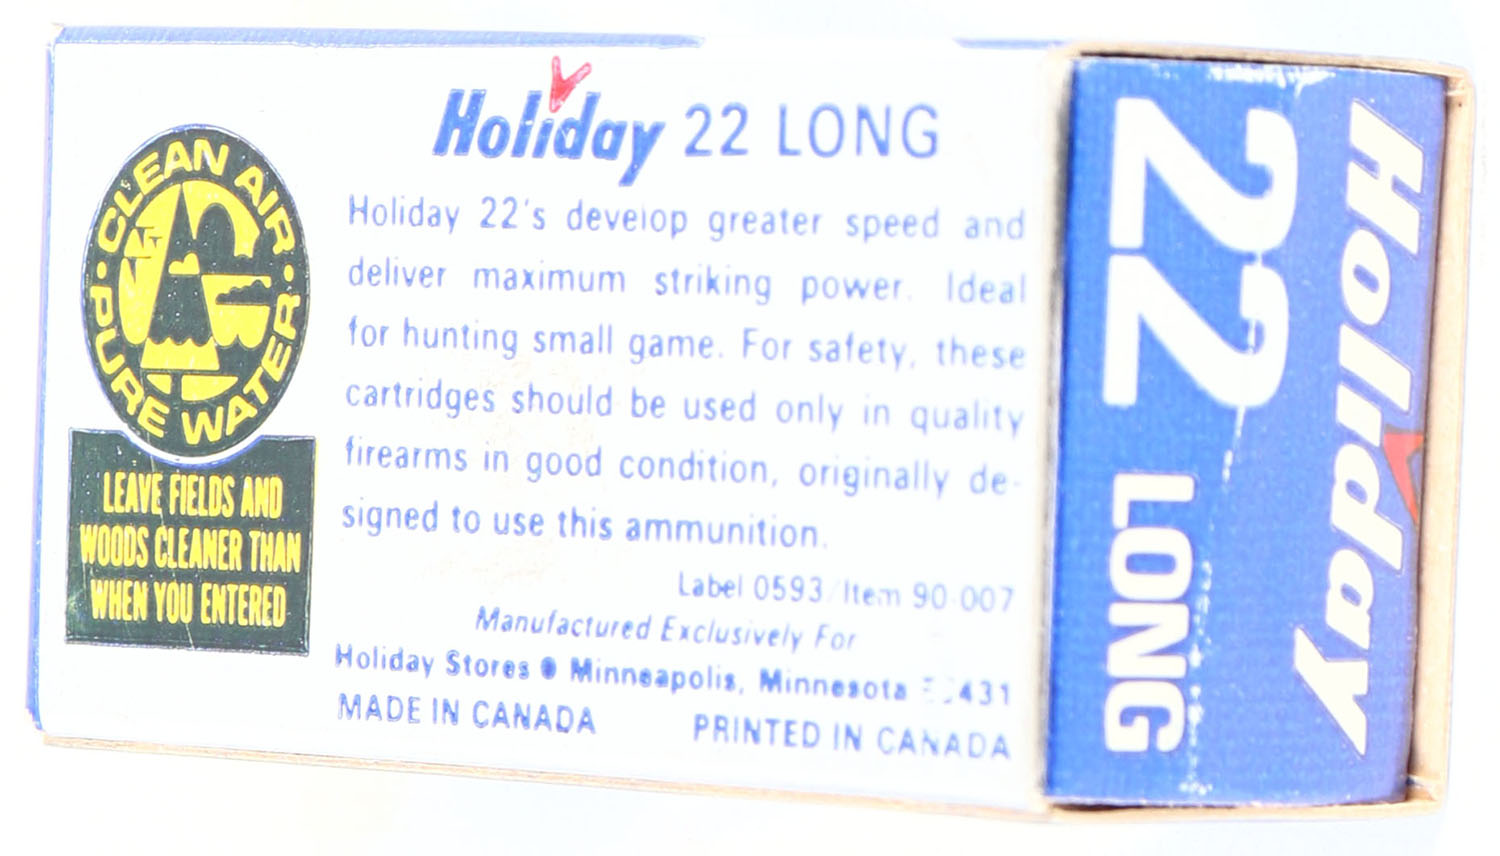 CLEAN AIR
PURE WATER
LEAVE FIELDS AND
WOODS CLEANER THAN
WHEN YOU ENTERED
Holiday 22 LONG
Holiday 22's develop greater speed and
deliver maximum striking power. Ideal
for hunting small game. For safety, these
cartridges should be used only in quality
firearms in good condition, originally de-
signed to use this ammunition.
Label 0593/Item 90-007
Manufactured Exclusively For
Holiday Stores ● Minneapolis, Minnesota
MADE IN CANADA PRINTED IN CANADA
Holiday
22 LONG